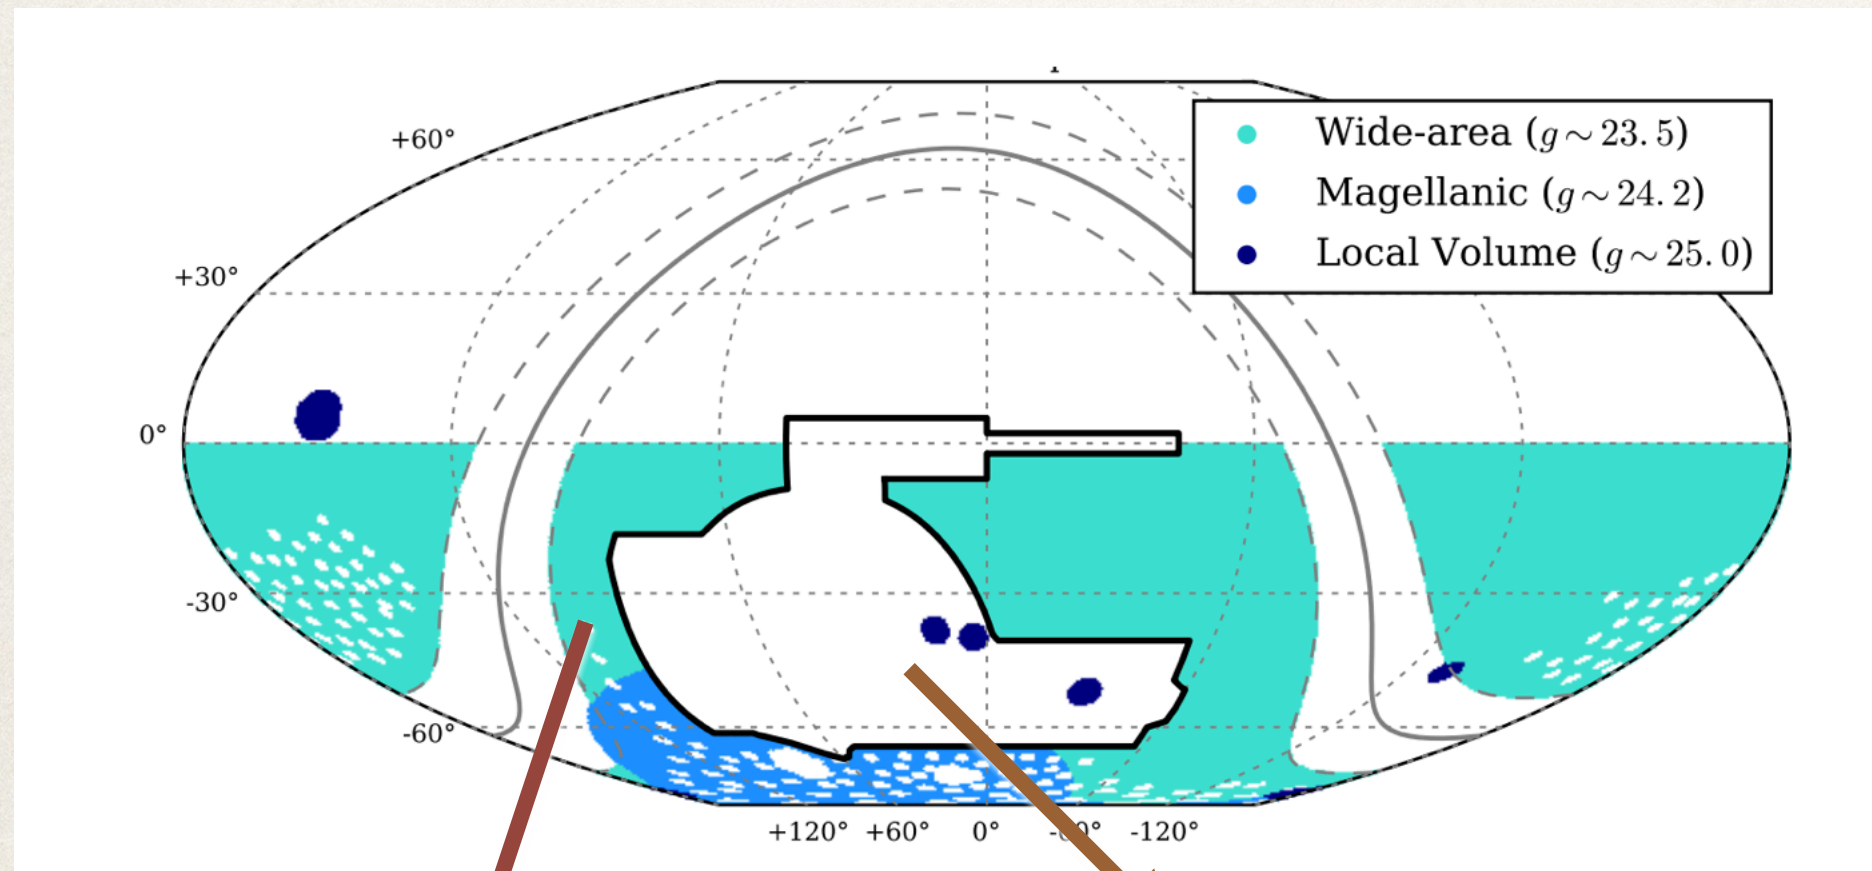 Wide-area (g ~ 23.5)
Magellanic (g ~ 24.2)
Local Volume (g ~ 25.0)
+60°
+30°
0°
-30°
-60°
+120° +60° 0° -120°